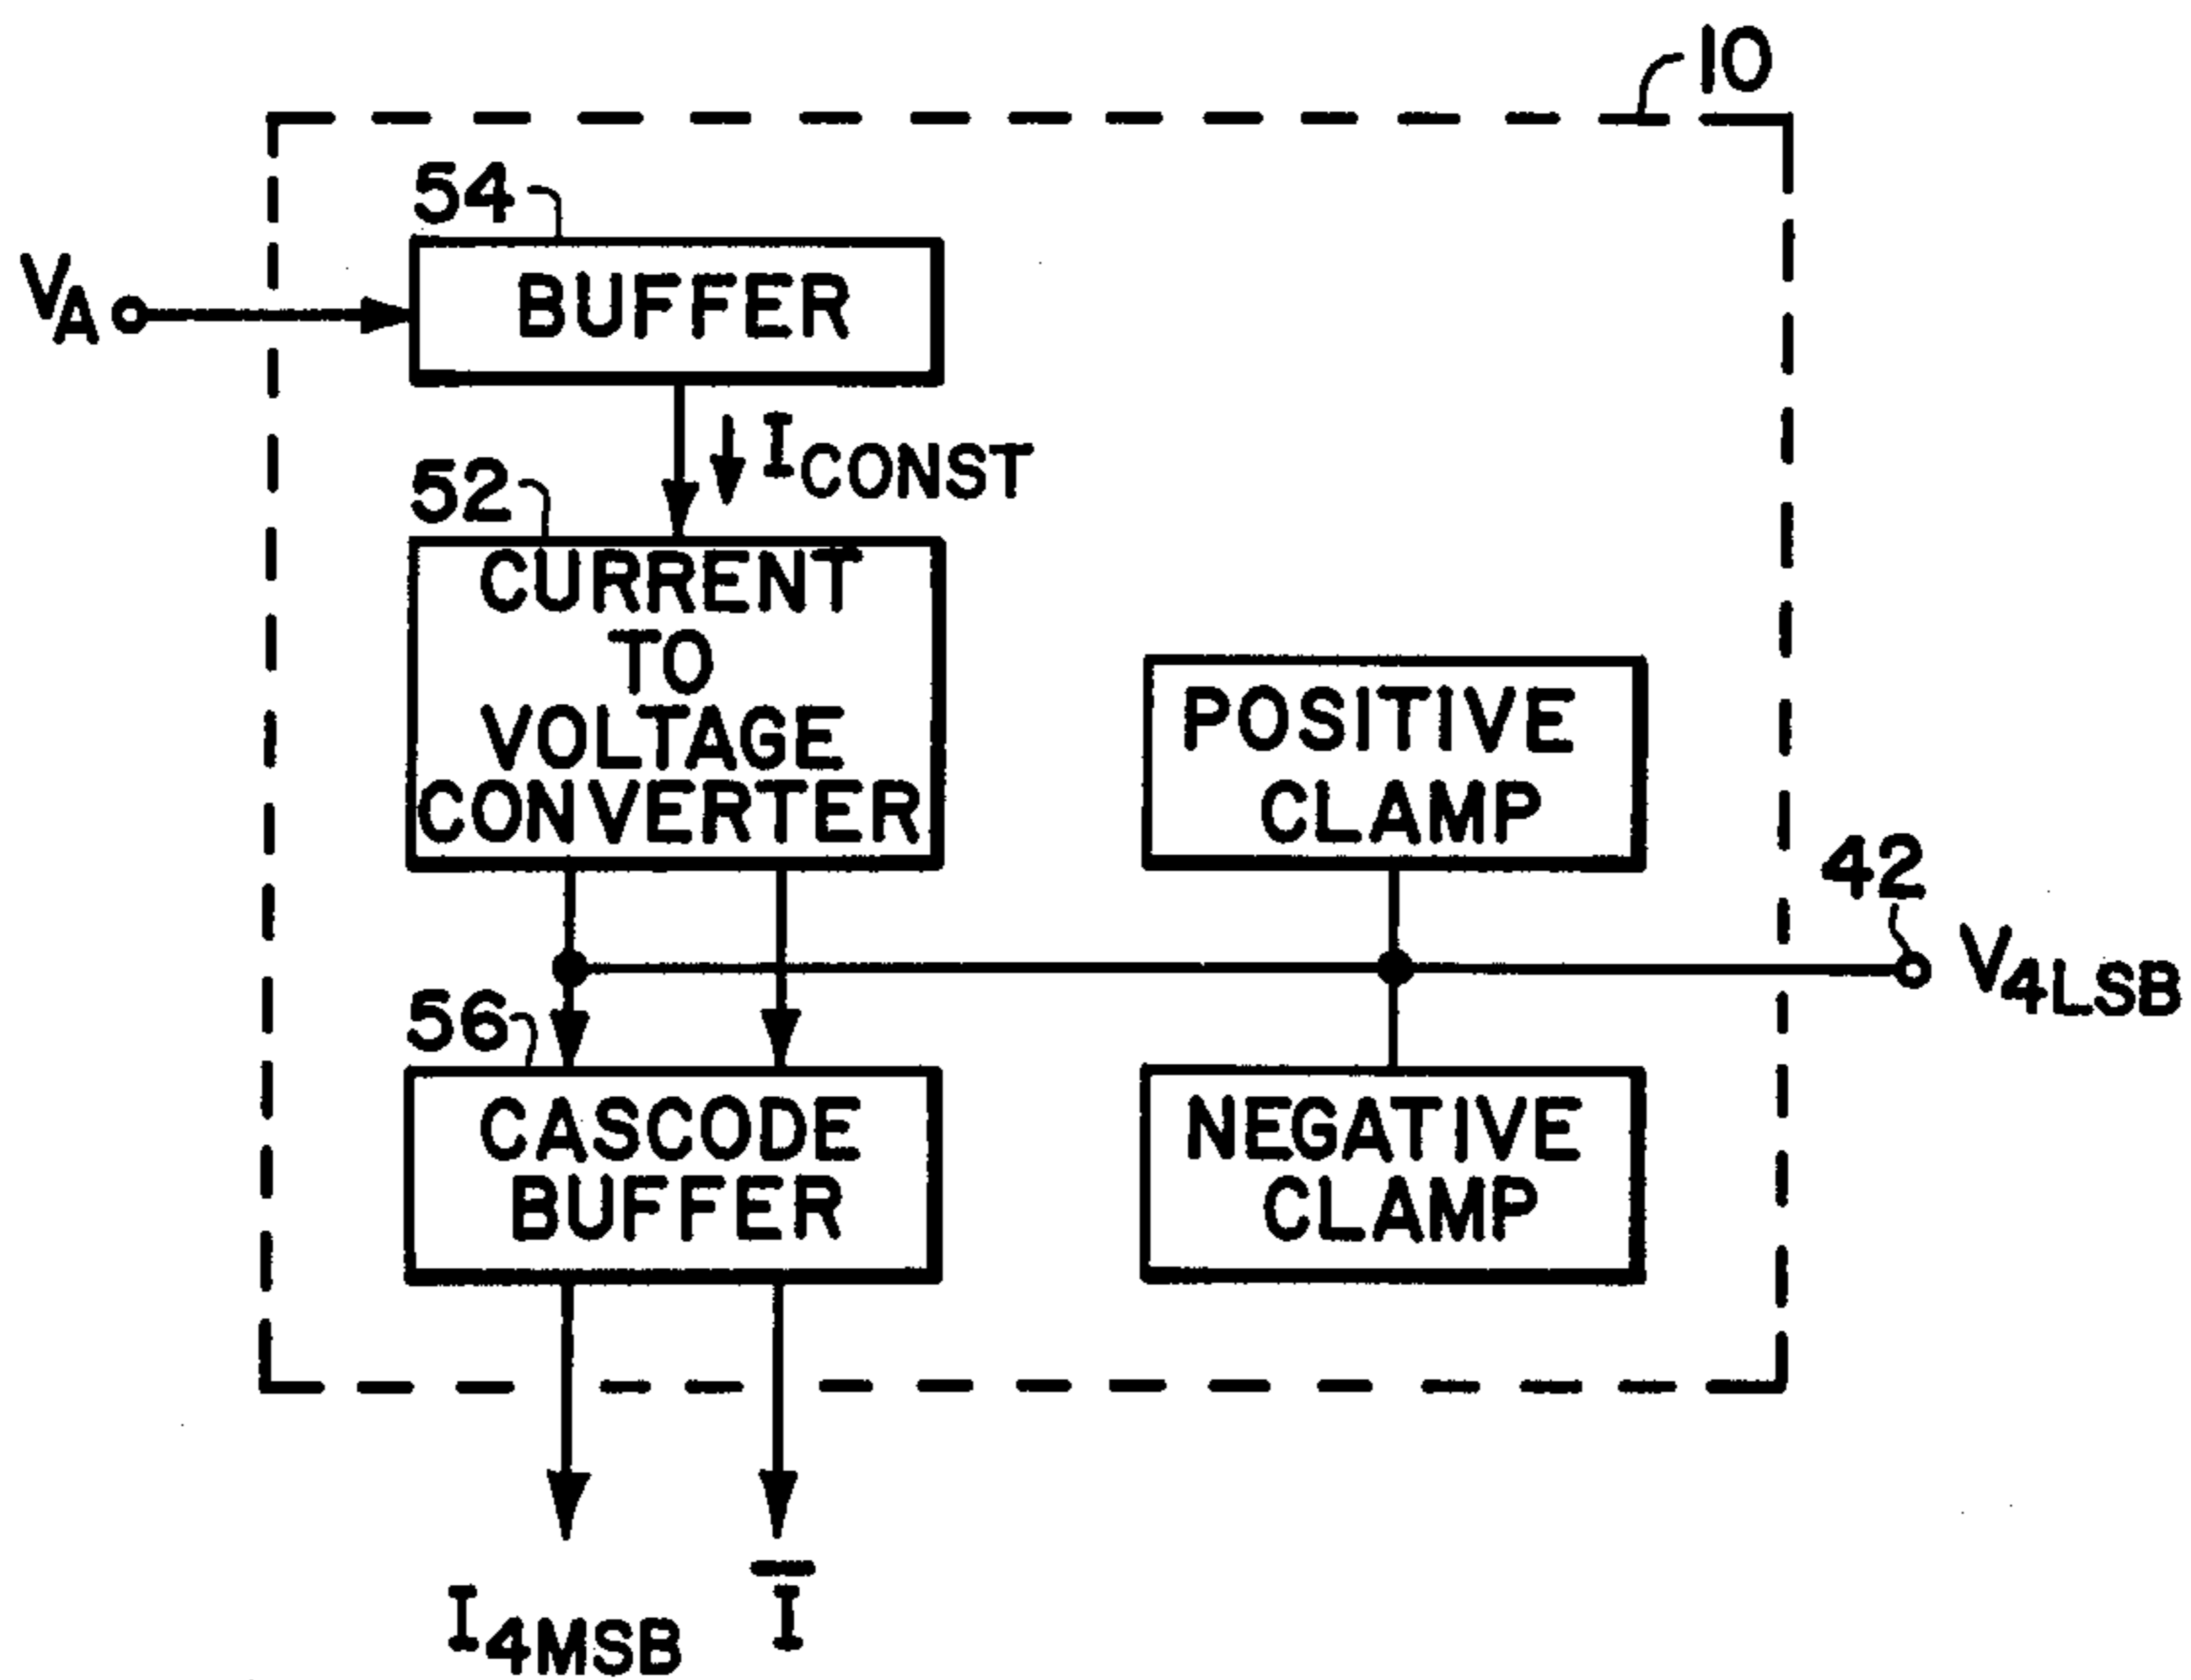 10
54
VA
BUFFER
ICONST
52
CURRENT
TO
VOLTAGE
CONVERTER
POSITIVE
CLAMP
42
V4LSB
56
CASCODE
BUFFER
NEGATIVE
CLAMP
I4MSB
Ī